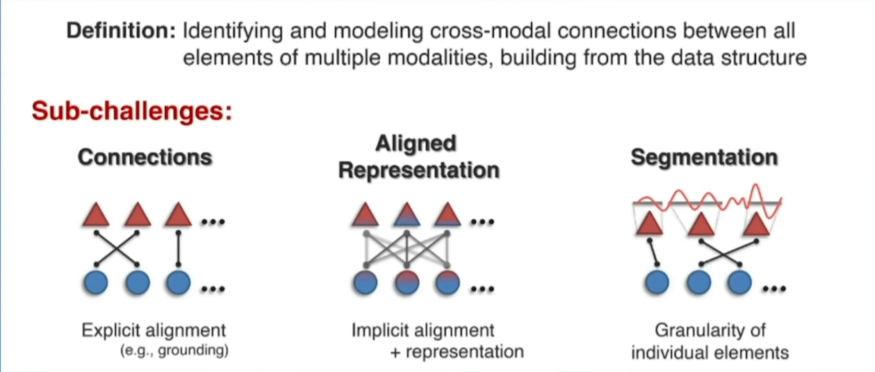 Definition: Identifying and modeling cross-modal connections between all
elements of multiple modalities, building from the data structure
Sub-challenges:
Connections
Aligned
Representation
Segmentation
...
...
...
...
...
Explicit alignment
(e.g., grounding)
Implicit alignment
+ representation
Granularity of
individual elements